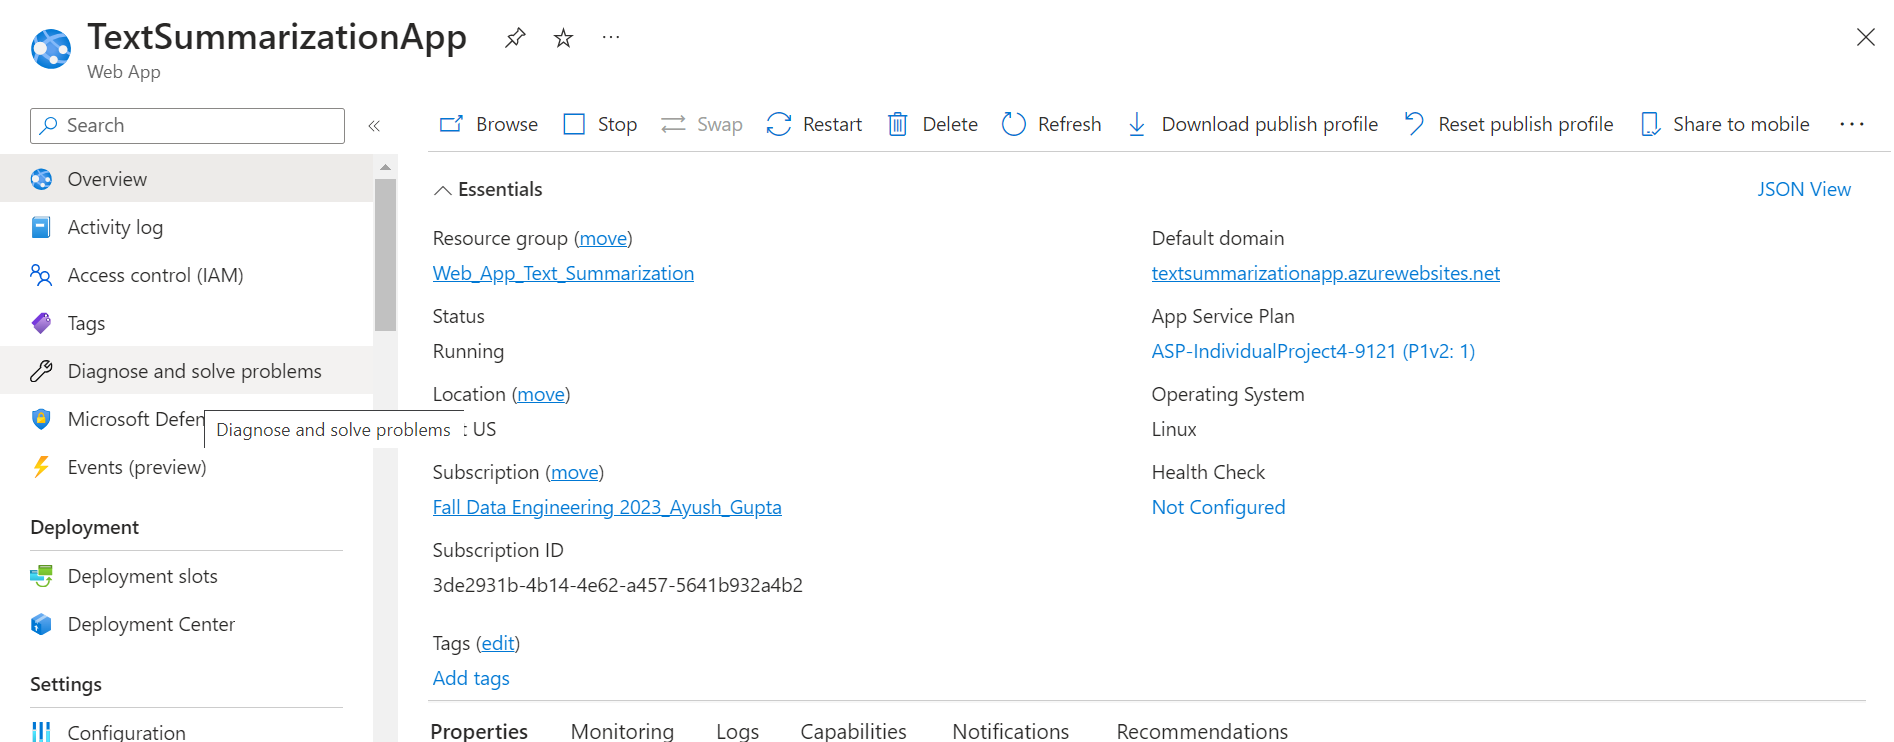 TextSummarizationApp
Web App
Search
Overview
Activity log
Access control (IAM)
Tags
Diagnose and solve problems
Microsoft Defen
Diagnose and solve problems
Events (preview)
Deployment
Deployment slots
Deployment Center
Settings
Configuration
Browse Stop Swap Restart Delete Refresh Download publish profile Reset publish profile Share to mobile
Essentials
JSON View
Resource group (move)
Web_App_Text_Summarization
Status
Running
Location (move)
US
Subscription (move)
Fall Data Engineering 2023_Ayush_Gupta
Subscription ID
3de2931b-4b14-4e62-a457-5641b932a4b2
Tags (edit)
Add tags
Default domain
textsummarizationapp.azurewebsites.net
App Service Plan
ASP-IndividualProject4-9121 (P1v2: 1)
Operating System
Linux
Health Check
Not Configured
Properties Monitoring Logs Capabilities Notifications Recommendations